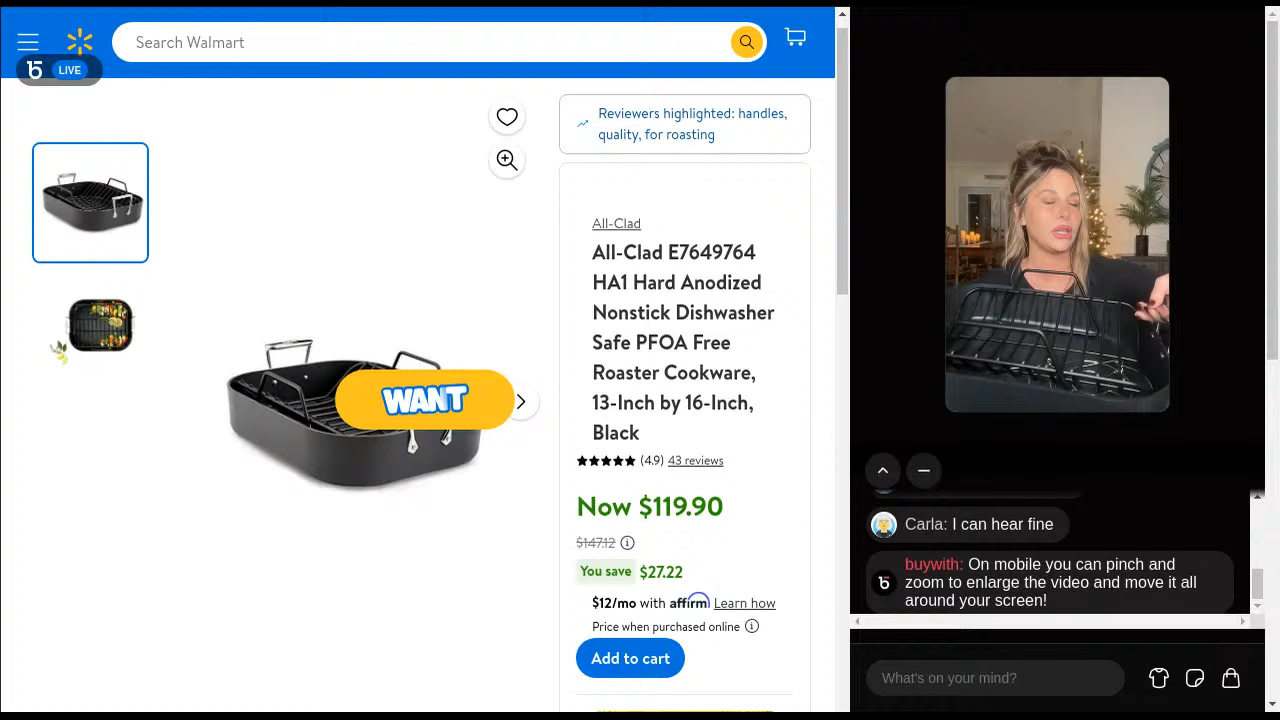 Search Walmart
LIVE
Reviewers highlighted: handles,
quality, for roasting
All-Clad
All-Clad E7649764
HA1 Hard Anodized
Nonstick Dishwasher
Safe PFOA Free
Roaster Cookware,
13-Inch by 16-Inch,
Black
(4.9) 43 reviews
WANT
Now $119.90
$147.12
You save $27.22
$12/mo with affirm Learn how
Price when purchased online
Add to cart
Carla: I can hear fine
buywith: On mobile you can pinch and
zoom to enlarge the video and move it all
around your screen!
What's on your mind?